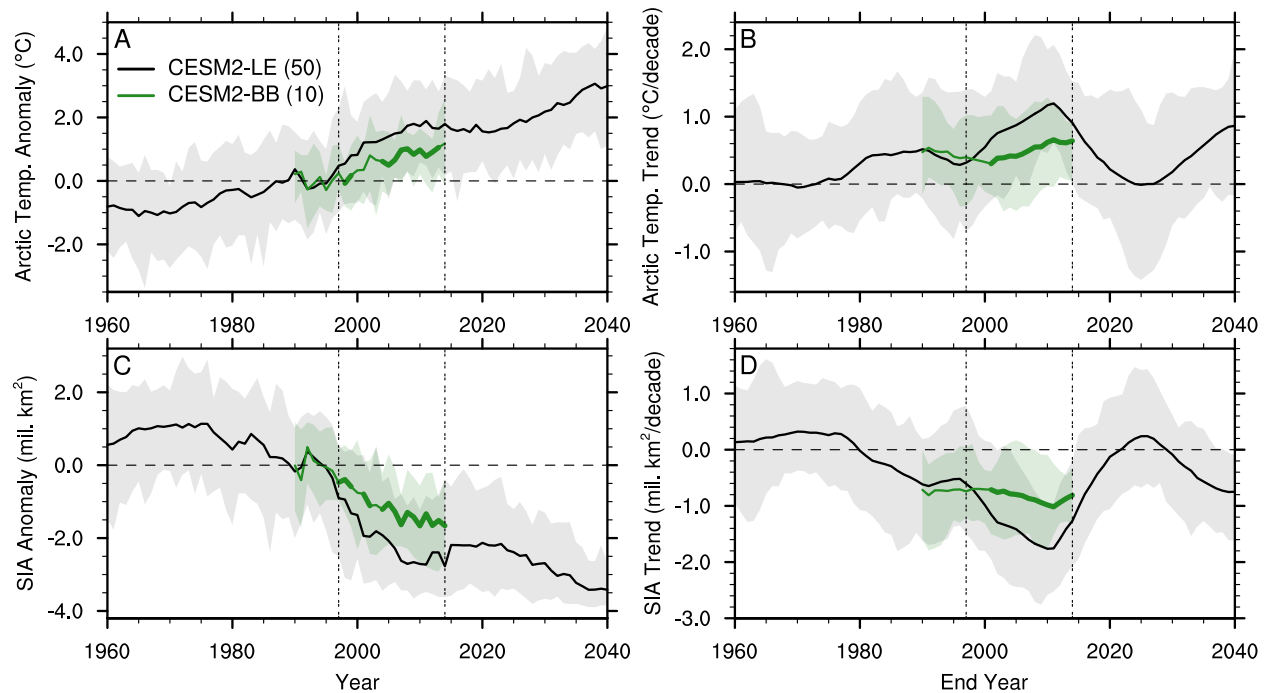 A
CESM2-LE (50)
CESM2-BB (10)
Arctic Temp. Anomaly (°C)
4.0
2.0
0.0
-2.0
1960 1980 2000 2020 2040
B
Arctic Temp. Trend (°C/decade)
2.0
1.0
0.0
-1.0
1960 1980 2000 2020 2040
C
SIA Anomaly (mil. km²)
2.0
0.0
-2.0
-4.0
1960 1980 2000 2020 2040
Year
D
SIA Trend (mil. km²/decade)
1.0
0.0
-1.0
-2.0
-3.0
1960 1980 2000 2020 2040
End Year